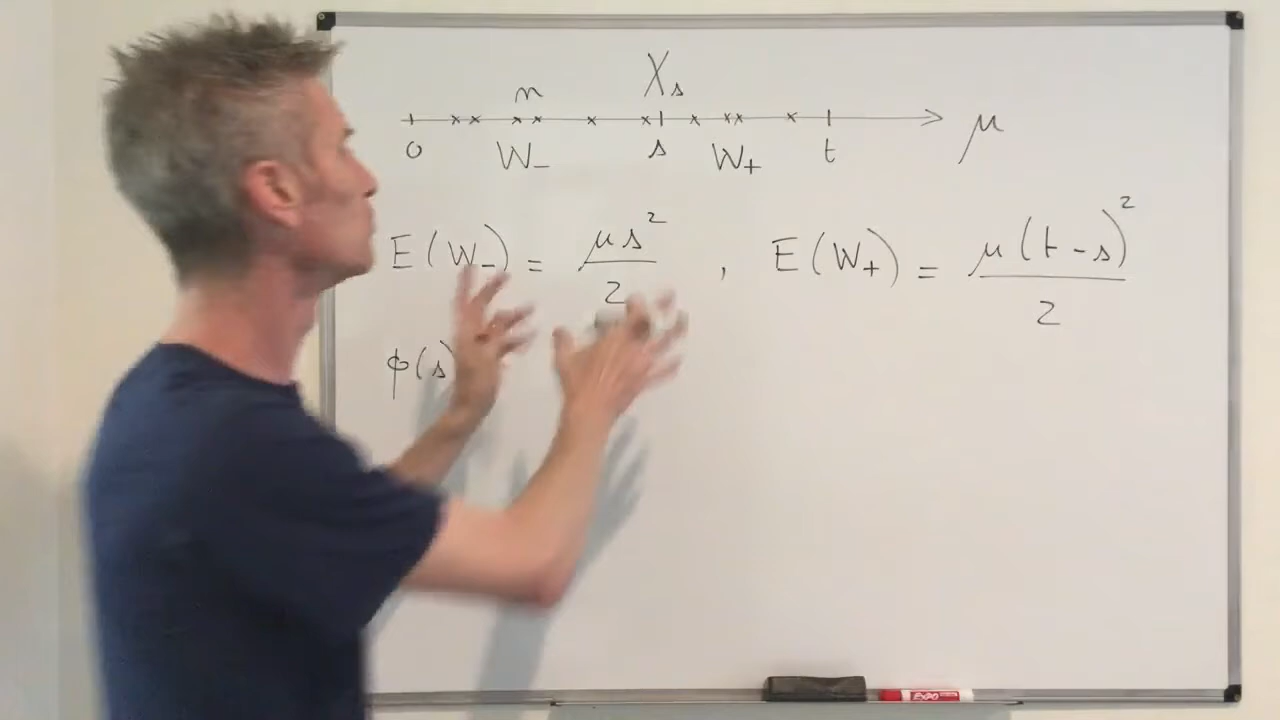 n X_s
0 W_- s W_+ t μ
E(W_-) = μs²/2 , E(W_+) = μ(t-s)²/2
φ(s)
EXPO